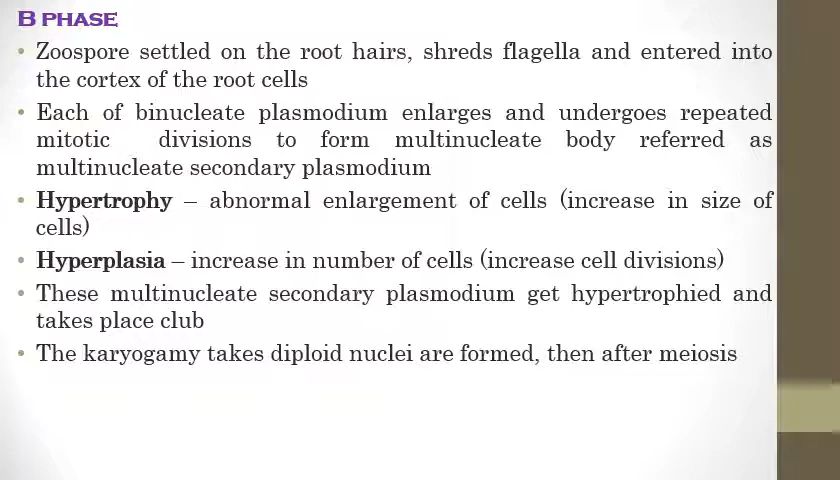 B PHASE
• Zoospore settled on the root hairs, shreds flagella and entered into
the cortex of the root cells
• Each of binucleate plasmodium enlarges and undergoes repeated
mitotic divisions to form multinucleate body referred as
multinucleate secondary plasmodium
• Hypertrophy – abnormal enlargement of cells (increase in size of
cells)
• Hyperplasia – increase in number of cells (increase cell divisions)
• These multinucleate secondary plasmodium get hypertrophied and
takes place club
• The karyogamy takes diploid nuclei are formed, then after meiosis